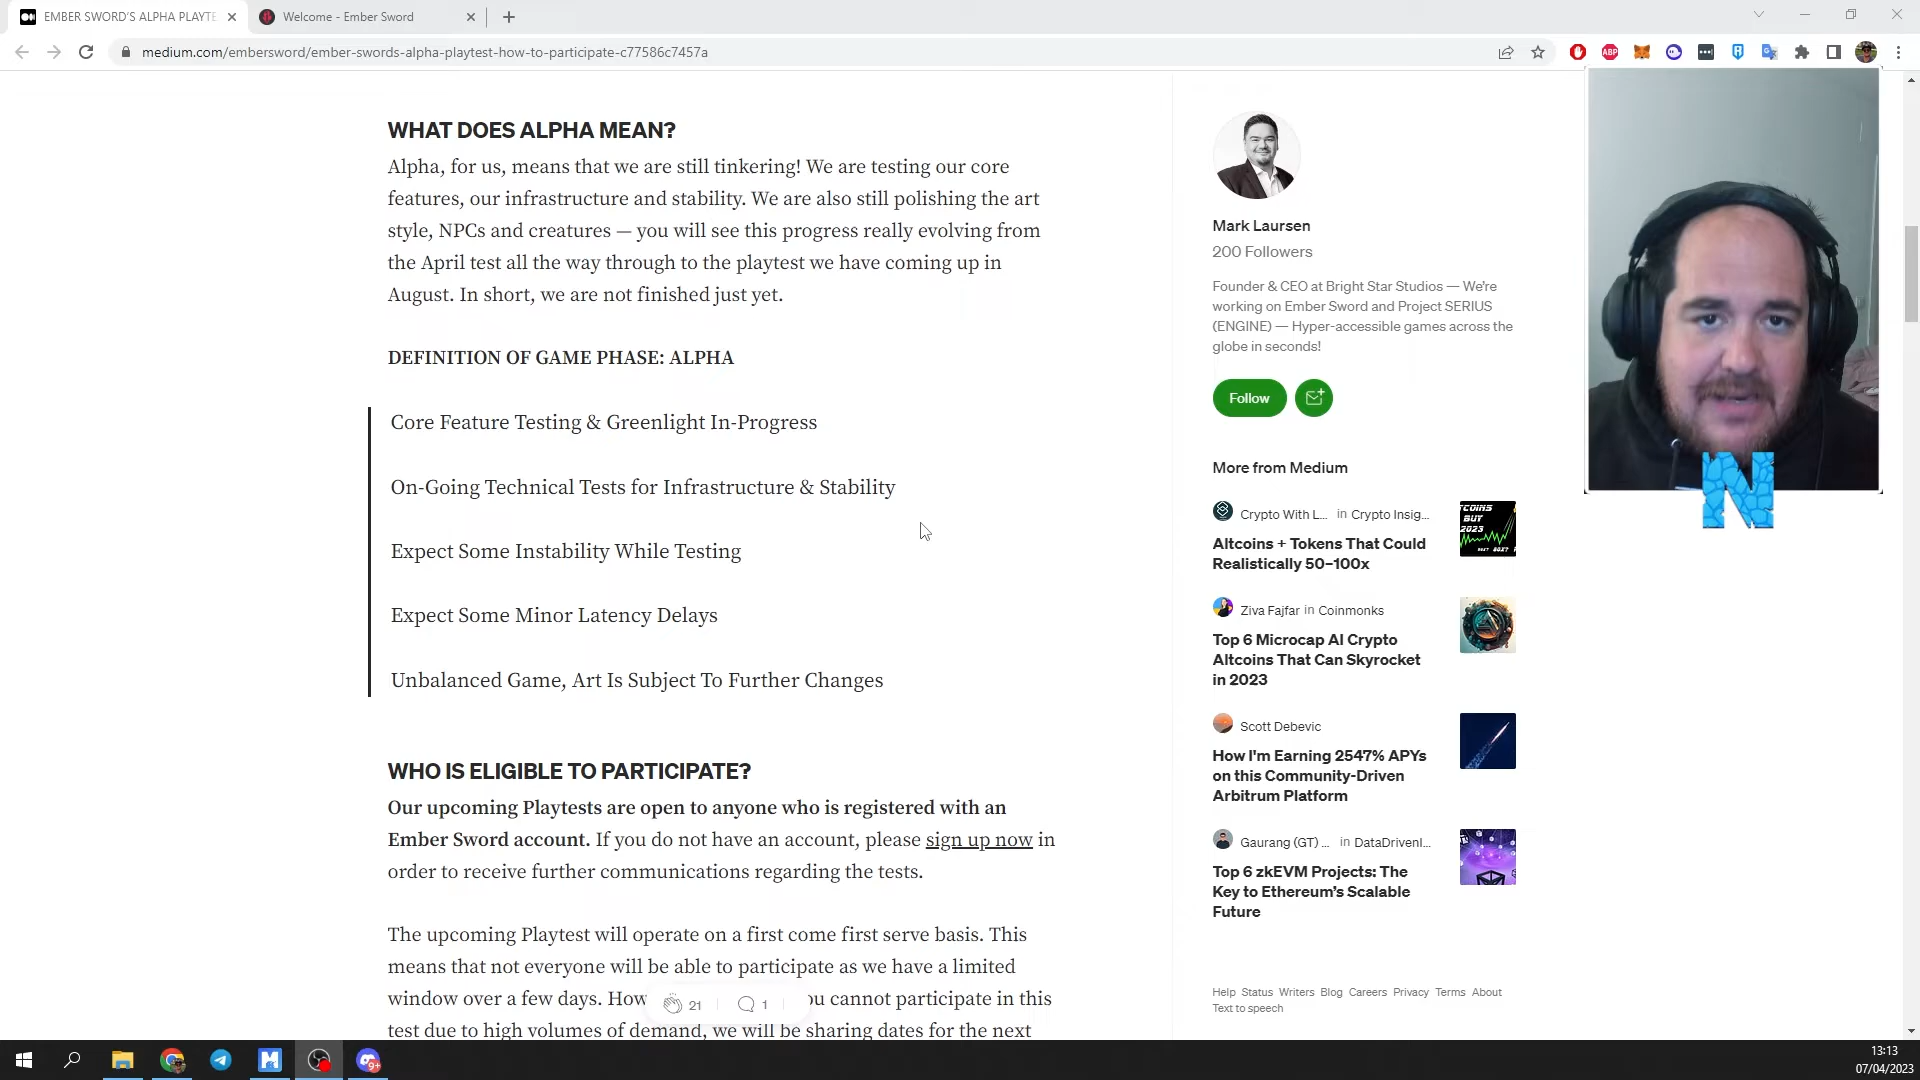 EMBER SWORD'S ALPHA PLAYTE
Welcome - Ember Sword
medium.com/embersword/ember-swords-alpha-playtest-how-to-participate-c77586c7457a
WHAT DOES ALPHA MEAN?
Alpha, for us, means that we are still tinkering! We are testing our core
features, our infrastructure and stability. We are also still polishing the art
style, NPCs and creatures — you will see this progress really evolving from
the April test all the way through to the playtest we have coming up in
August. In short, we are not finished just yet.
DEFINITION OF GAME PHASE: ALPHA
Core Feature Testing & Greenlight In-Progress
On-Going Technical Tests for Infrastructure & Stability
Expect Some Instability While Testing
Expect Some Minor Latency Delays
Unbalanced Game, Art Is Subject To Further Changes
WHO IS ELIGIBLE TO PARTICIPATE?
Our upcoming Playtests are open to anyone who is registered with an
Ember Sword account. If you do not have an account, please sign up now in
order to receive further communications regarding the tests.
The upcoming Playtest will operate on a first come first serve basis. This
means that not everyone will be able to participate as we have a limited
window over a few days. How ou cannot participate in this
21 1
test due to high volumes of demand, we will be sharing dates for the next
Mark Laursen
200 Followers
Founder & CEO at Bright Star Studios — We're
working on Ember Sword and Project SERIUS
(ENGINE) — Hyper-accessible games across the
globe in seconds!
Follow
More from Medium
Crypto With L... in Crypto Insig...
Altcoins + Tokens That Could
Realistically 50–100x
TCOINS
BUY
2023
Ziva Fajfar in Coinmonks
Top 6 Microcap AI Crypto
Altcoins That Can Skyrocket
in 2023
Scott Debevic
How I'm Earning 2547% APYs
on this Community-Driven
Arbitrum Platform
Gaurang (GT) ... in DataDrivenI...
Top 6 zkEVM Projects: The
Key to Ethereum's Scalable
Future
Help Status Writers Blog Careers Privacy Terms About
Text to speech
ABP
N
M
9+
13:13
07/04/2023